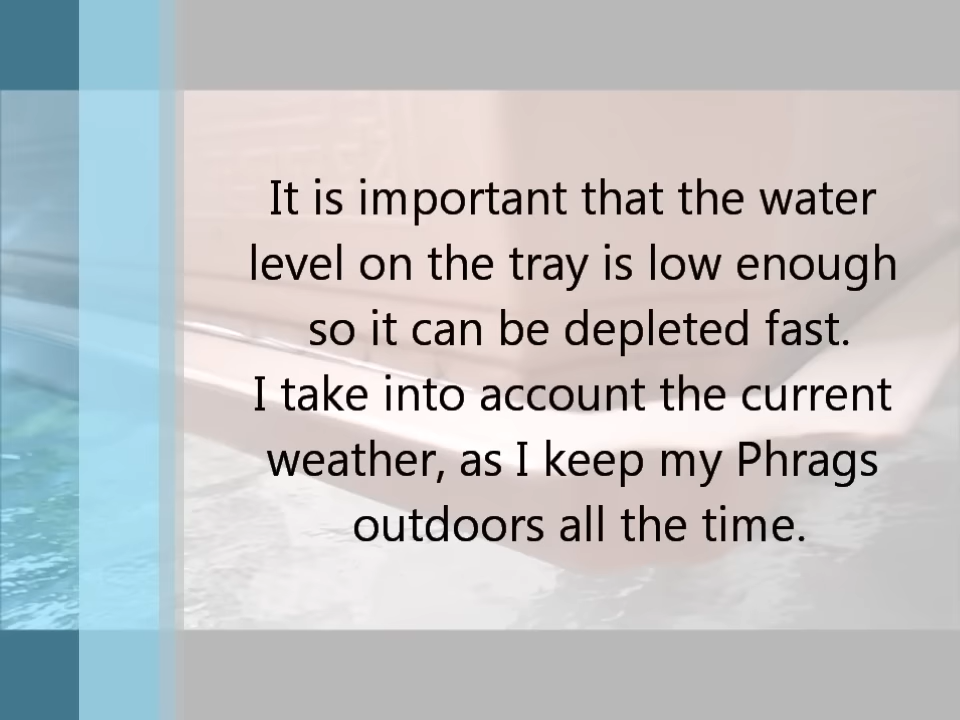 It is important that the water
level on the tray is low enough
so it can be depleted fast.
I take into account the current
weather, as I keep my Phrags
outdoors all the time.